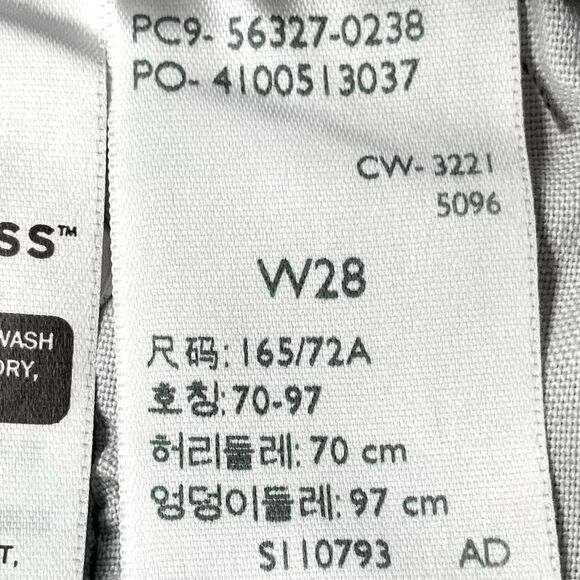 PC9- 56327-0238
PO- 4100513037
CW- 3221
5096
W28
尺码: 165/72A
호칭: 70-97
허리둘레: 70 cm
엉덩이둘레: 97 cm
S110793 AD
SS™
WASH
DRY,
T,